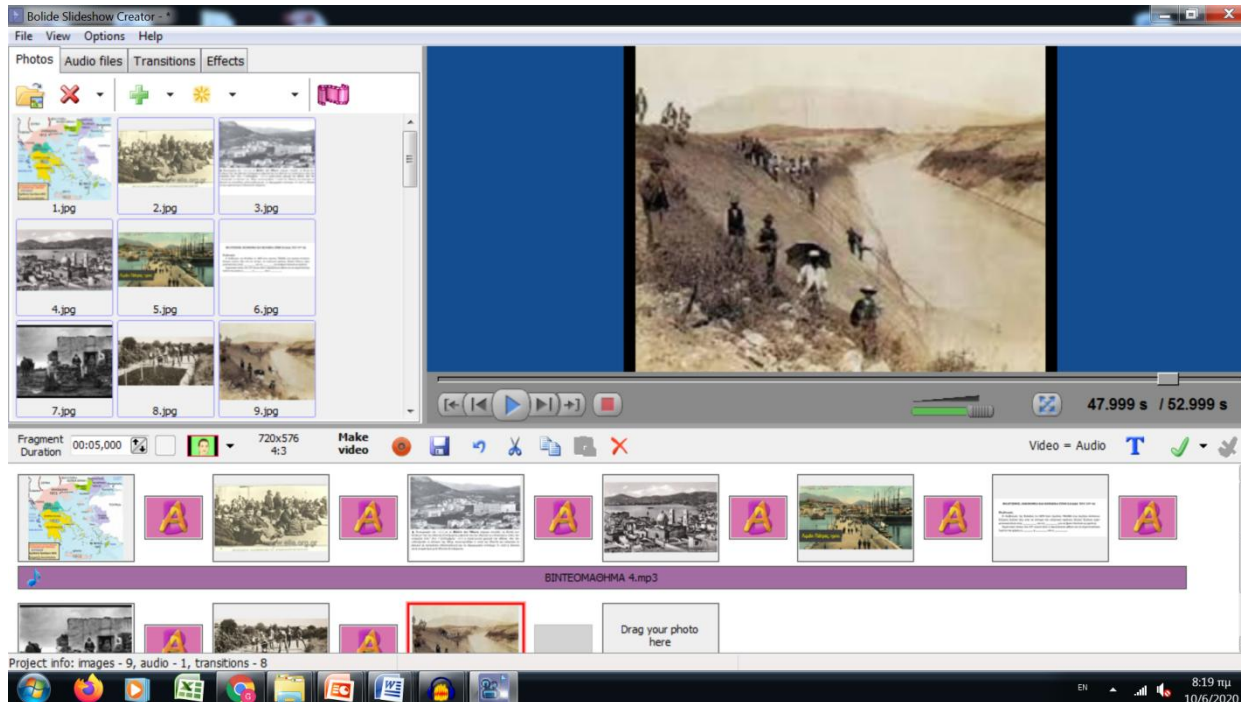 Bolide Slideshow Creator - *
File View Options Help
Photos Audio files Transitions Effects
1.jpg 2.jpg 3.jpg
4.jpg 5.jpg 6.jpg
7.jpg 8.jpg 9.jpg
47.999 s / 52.999 s
Fragment Duration 00:05,000 720x576 4:3 Make video Video = Audio T
ΒΙΝΤΕΟΜΑΘΗΜΑ 4.mp3
Drag your photo here
Project info: images - 9, audio - 1, transitions - 8
EN 8:19 πμ
10/6/2020